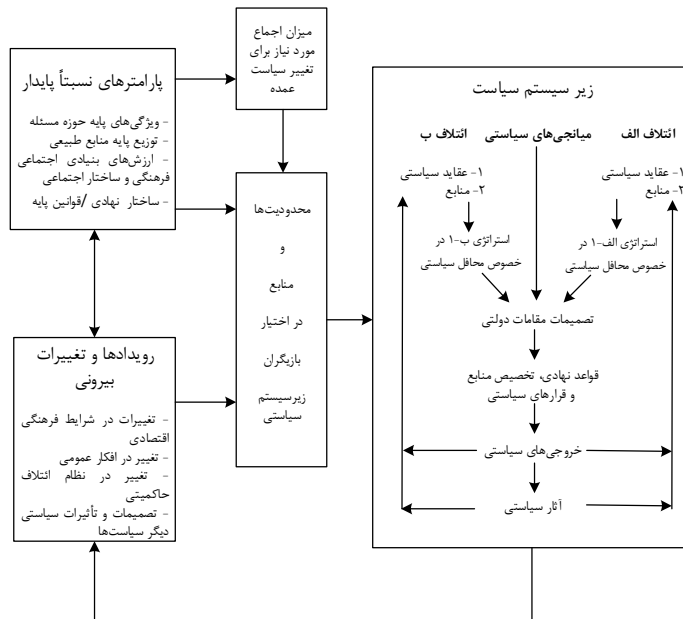 پارامترهای نسبتاً پایدار
- ویژگی‌های پایه حوزه مسئله
- توزیع پایه منابع طبیعی
- ارزش‌های بنیادی اجتماعی
فرهنگی و ساختار اجتماعی
- ساختار نهادی /قوانین پایه
میزان اجماع
مورد نیاز برای
تغییر سیاست
عمده
محدودیت‌ها
و
منابع
در اختیار
بازیگران
زیرسیستم
سیاستی
رویدادها و تغییرات
بیرونی
- تغییرات در شرایط فرهنگی
اقتصادی
- تغییر در افکار عمومی
- تغییر در نظام ائتلاف
حاکمیتی
- تصمیمات و تأثیرات سیاستی
دیگر سیاست‌ها
زیر سیستم سیاست
ائتلاف الف
میانجی‌های سیاستی
ائتلاف ب
۱- عقاید سیاستی
۲- منابع
۱- عقاید سیاستی
۲- منابع
استراتژی الف-۱ در
خصوص محافل سیاستی
استراتژی ب-۱ در
خصوص محافل سیاستی
تصمیمات مقامات دولتی
قواعد نهادی، تخصیص منابع
و قرارهای سیاستی
خروجی‌های سیاستی
آثار سیاستی